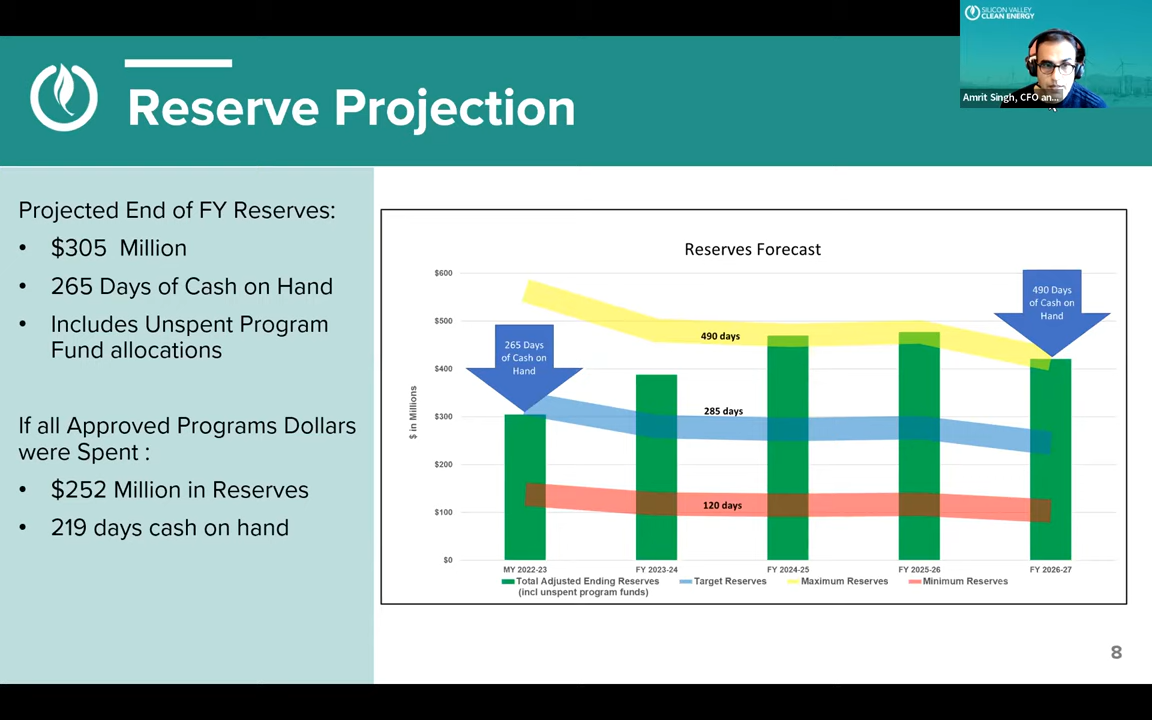 SILICON VALLEY
CLEAN ENERGY
Amrit Singh, CFO an...
Reserve Projection
Projected End of FY Reserves:
• $305 Million
• 265 Days of Cash on Hand
• Includes Unspent Program
Fund allocations
If all Approved Programs Dollars
were Spent :
• $252 Million in Reserves
• 219 days cash on hand
Reserves Forecast
$ in Millions
$600
$500
$400
$300
$200
$100
$0
265 Days
of Cash on
Hand
490 Days
of Cash on
Hand
490 days
285 days
120 days
MY 2022-23 FY 2023-24 FY 2024-25 FY 2025-26 FY 2026-27
Total Adjusted Ending Reserves
(incl unspent program funds)
Target Reserves
Maximum Reserves
Minimum Reserves
8